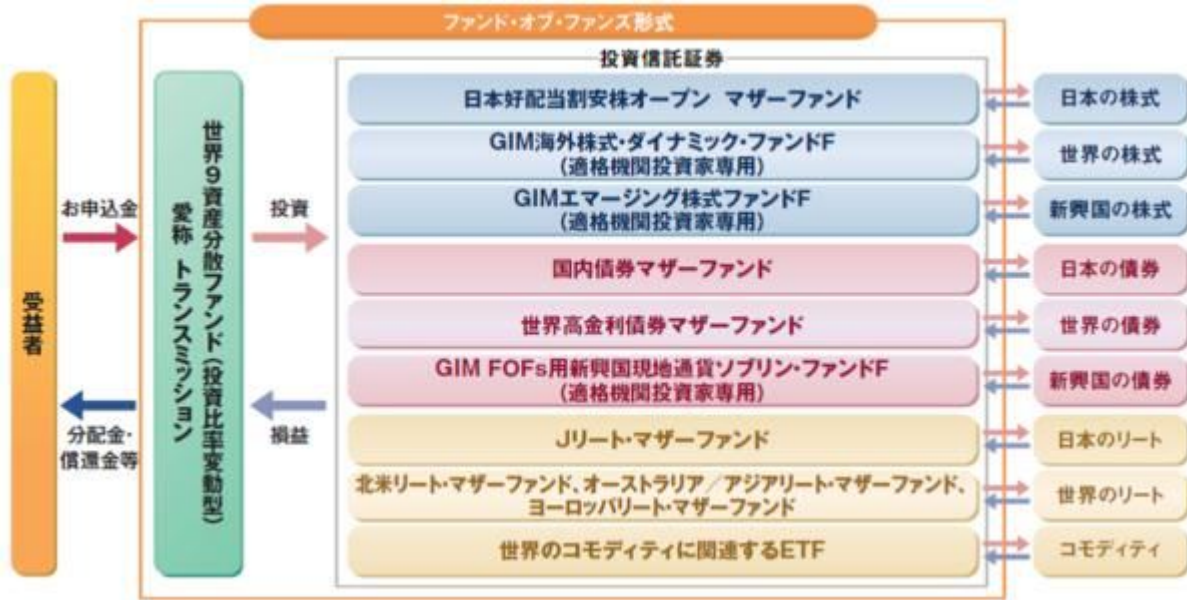 ファンド・オブ・ファンズ形式
投資信託証券
受益者
お申込金
分配金・
償還金等
世界9資産分散ファンド(投資比率変動型)
愛称 トランスミッション
投資
損益
日本好配当割安株オープン マザーファンド
日本の株式
GIM海外株式・ダイナミック・ファンドF
(適格機関投資家専用)
世界の株式
GIMエマージング株式ファンドF
(適格機関投資家専用)
新興国の株式
国内債券マザーファンド
日本の債券
世界高金利債券マザーファンド
世界の債券
GIM FOFs用新興国現地通貨ソブリン・ファンドF
(適格機関投資家専用)
新興国の債券
Jリート・マザーファンド
日本のリート
北米リート・マザーファンド、オーストラリア/アジアリート・マザーファンド、
ヨーロッパリート・マザーファンド
世界のリート
世界のコモディティに関連するETF
コモディティ